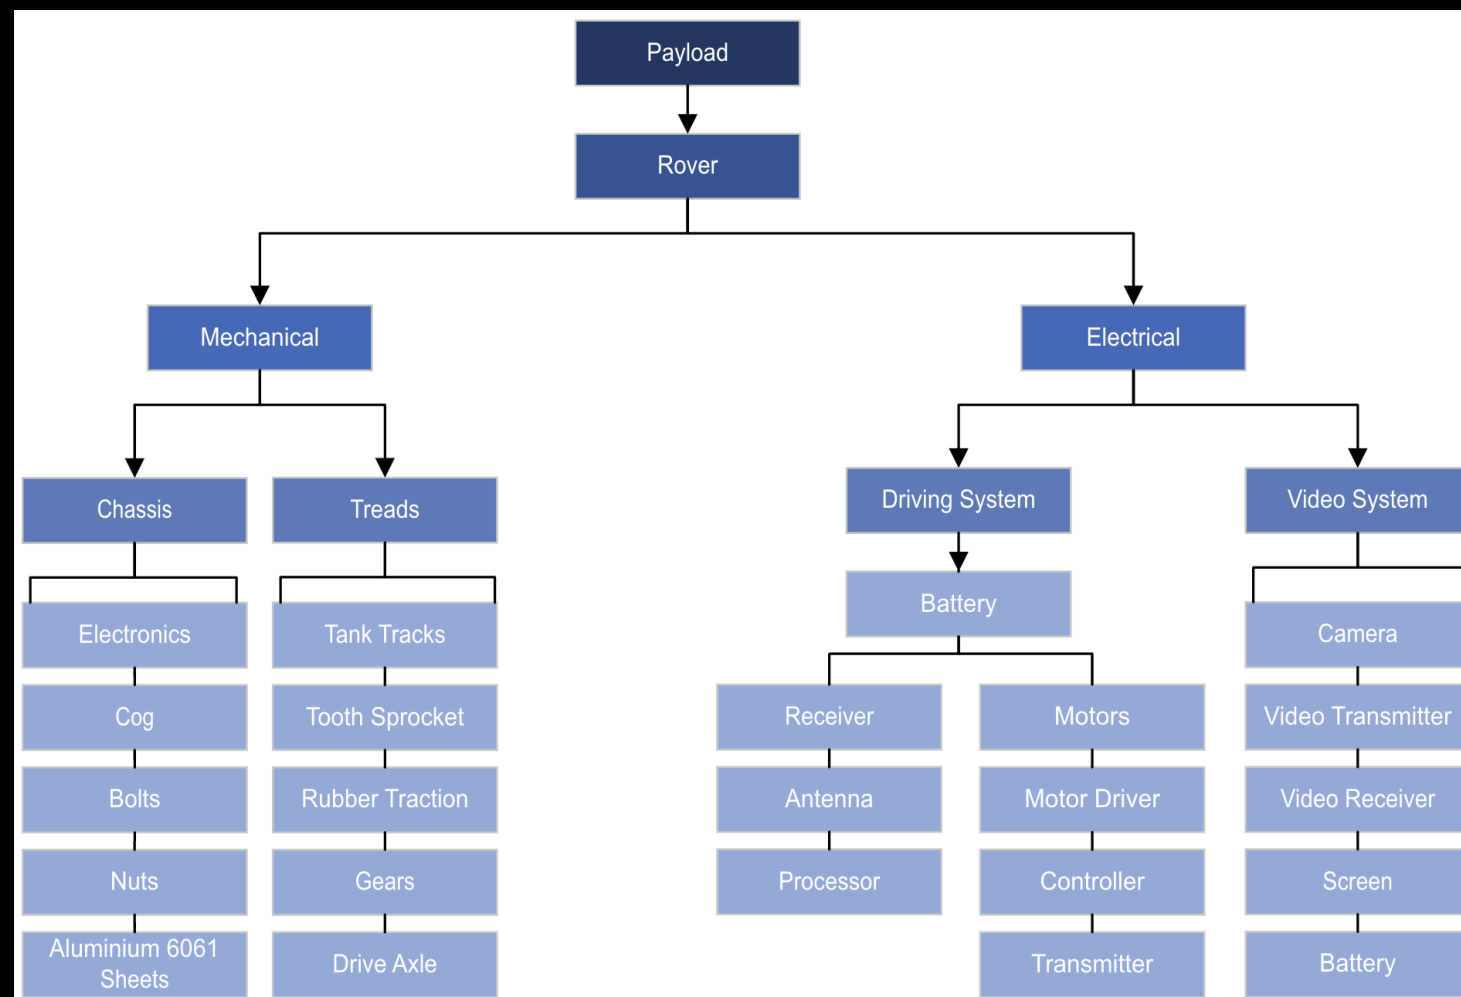 Payload
Rover
Mechanical
Electrical
Chassis
Treads
Driving System
Video System
Electronics
Tank Tracks
Battery
Camera
Cog
Tooth Sprocket
Receiver
Motors
Video Transmitter
Bolts
Rubber Traction
Antenna
Motor Driver
Video Receiver
Nuts
Gears
Processor
Controller
Screen
Aluminium 6061
Sheets
Drive Axle
Transmitter
Battery